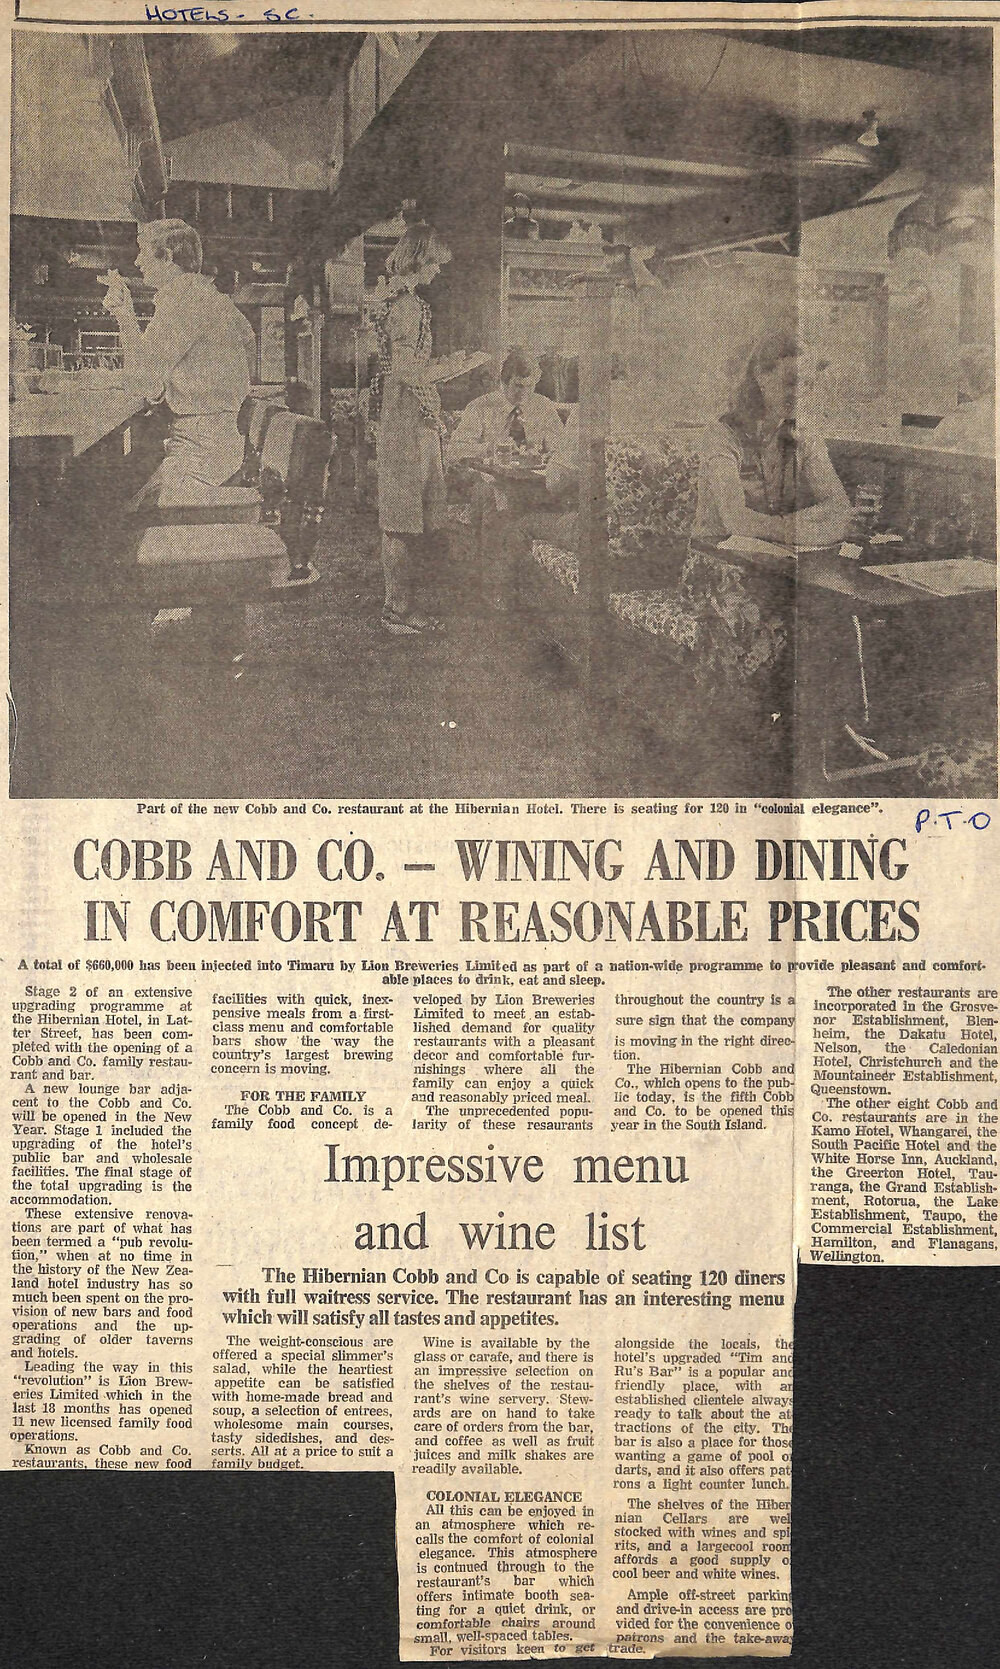 HOTELS - SC.
Part of the new Cobb and Co. restaurant at the Hibernian Hotel. There is seating for 120 in "colonial elegance".
P.T.O
COBB AND CO. — WINING AND DINING
IN COMFORT AT REASONABLE PRICES
A total of $660,000 has been injected into Timaru by Lion Breweries Limited as part of a nation-wide programme to provide pleasant and comfort-
able places to drink, eat and sleep.
Stage 2 of an extensive
upgrading programme at
the Hibernian Hotel, in Lat-
ter Street, has been com-
pleted with the opening of a
Cobb and Co. family restau-
rant and bar.
A new lounge bar adja-
cent to the Cobb and Co.
will be opened in the New
Year. Stage 1 included the
upgrading of the hotel's
public bar and wholesale
facilities. The final stage of
the total upgrading is the
accommodation.
These extensive renova-
tions are part of what has
been termed a "pub revolu-
tion," when at no time in
the history of the New Zea-
land hotel industry has so
much been spent on the pro-
vision of new bars and food
operations and the up-
grading of older taverns
and hotels.
Leading the way in this
"revolution" is Lion Brew-
eries Limited which in the
last 18 months has opened
11 new licensed family food
operations.
Known as Cobb and Co.
restaurants, these new food
facilities with quick, inex-
pensive meals from a first-
class menu and comfortable
bars show the way the
country's largest brewing
concern is moving.
FOR THE FAMILY
The Cobb and Co. is a
family food concept de-
veloped by Lion Breweries
Limited to meet an estab-
lished demand for quality
restaurants with a pleasant
decor and comfortable fur-
nishings where all the
family can enjoy a quick
and reasonably priced meal.
The unprecedented popu-
larity of these resaurants
throughout the country is a
sure sign that the company
is moving in the right direc-
tion.
The Hibernian Cobb and
Co., which opens to the pub-
lic today, is the fifth Cobb
and Co. to be opened this
year in the South Island.
The other restaurants are
incorporated in the Grosve-
nor Establishment, Blen-
heim, the Dakatu Hotel,
Nelson, the Caledonian
Hotel, Christchurch and the
Mountaineer Establishment,
Queenstown.
The other eight Cobb and
Co. restaurants are in the
Kamo Hotel, Whangarei, the
South Pacific Hotel and the
White Horse Inn, Auckland,
the Greerton Hotel, Tau-
ranga, the Grand Establish-
ment, Rotorua, the Lake
Establishment, Taupo, the
Commercial Establishment,
Hamilton, and Flanagans,
Wellington.
Impressive menu
and wine list
The Hibernian Cobb and Co is capable of seating 120 diners
with full waitress service. The restaurant has an interesting menu
which will satisfy all tastes and appetites.
The weight-conscious are
offered a special slimmer's
salad, while the heartiest
appetite can be satisfied
with home-made bread and
soup, a selection of entrees,
wholesome main courses,
tasty sidedishes, and des-
serts. All at a price to suit a
family budget.
Wine is available by the
glass or carafe, and there is
an impressive selection on
the shelves of the restau-
rant's wine servery. Stew-
ards are on hand to take
care of orders from the bar,
and coffee as well as fruit
juices and milk shakes are
readily available.
COLONIAL ELEGANCE
All this can be enjoyed in
an atmosphere which re-
calls the comfort of colonial
elegance. This atmosphere
is contnued through to the
restaurant's bar which
offers intimate booth sea-
ting for a quiet drink, or
comfortable chairs around
small, well-spaced tables.
For visitors keen to get
alongside the locals, the
hotel's upgraded "Tim and
Ru's Bar" is a popular and
friendly place, with an
established clientele always
ready to talk about the at
tractions of the city. The
bar is also a place for those
wanting a game of pool o
darts, and it also offers pat
rons a light counter lunch.
The shelves of the Hiber
nian Cellars are wel
stocked with wines and spi
rits, and a largecool room
affords a good supply o
cool beer and white wines.
Ample off-street parking
and drive-in access are pro
vided for the convenience o
patrons and the take-away
trade.